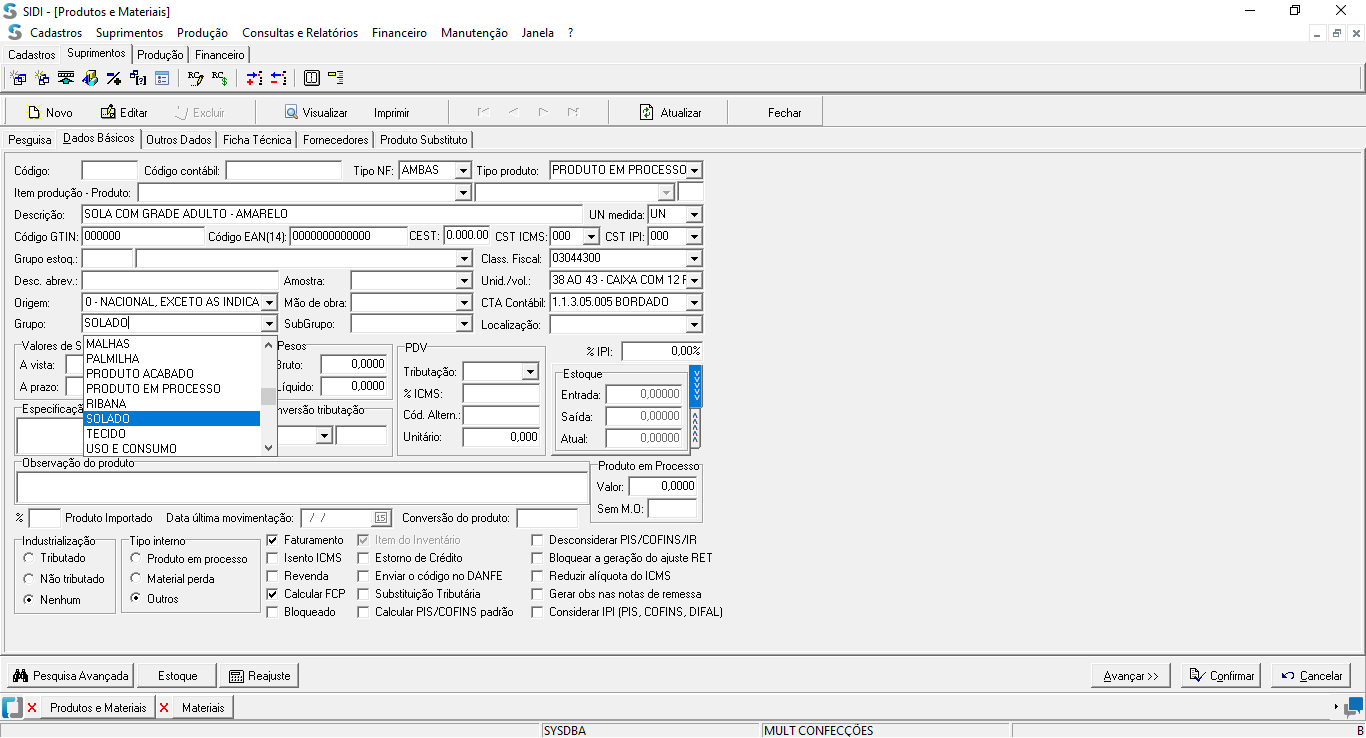 SIDI - [Produtos e Materiais]
Cadastros Suprimentos Produção Consultas e Relatórios Financeiro Manutenção Janela ?
Cadastros Suprimentos Produção Financeiro
Novo Editar Excluir Visualizar Imprimir Atualizar Fechar
Pesquisa Dados Básicos Outros Dados Ficha Técnica Fornecedores Produto Substituto
Código: Código contábil: Tipo NF: AMBAS Tipo produto: PRODUTO EM PROCESSO
Item produção - Produto:
Descrição: SOLA COM GRADE ADULTO - AMARELO UN medida: UN
Código GTIN: 000000 Código EAN(14): 0000000000000 CEST: 0.000.00 CST ICMS: 000 CST IPI: 000
Grupo estoq.: Class. Fiscal: 03044300
Desc. abrev.: Amostra: Unid./vol.: 38 AO 43 - CAIXA COM 12 F
Origem: 0 - NACIONAL, EXCETO AS INDICA Mão de obra: CTA Contábil: 1.1.3.05.005 BORDADO
Grupo: SOLADO SubGrupo: Localização:
MALHAS
PALMILHA
PRODUTO ACABADO
PRODUTO EM PROCESSO
RIBANA
SOLADO
TECIDO
USO E CONSUMO
Valores de S Pesos PDV % IPI: 0,00%
A vista: Bruto: 0,0000 Tributação: Estoque
A prazo: Líquido: 0,0000 % ICMS: Entrada: 0,00000
Especificaçã nversão tributação Cód. Altern.: Saída: 0,00000
Unitário: 0,000 Atual: 0,00000
Observação do produto Produto em Processo
Valor: 0,0000
Sem M.O:
% Produto Importado Data última movimentação: / / 15 Conversão do produto:
Industrialização Tipo interno Faturamento Item do Inventário Desconsiderar PIS/COFINS/IR
Tributado Produto em processo Isento ICMS Estorno de Crédito Bloquear a geração do ajuste RET
Não tributado Material perda Revenda Enviar o código no DANFE Reduzir alíquota do ICMS
Nenhum Outros Calcular FCP Substituição Tributária Gerar obs nas notas de remessa
Bloqueado Calcular PIS/COFINS padrão Considerar IPI (PIS, COFINS, DIFAL)
Pesquisa Avançada Estoque Reajuste Avançar >> Confirmar Cancelar
Produtos e Materiais Materiais
SYSDBA MULT CONFECÇÕES B